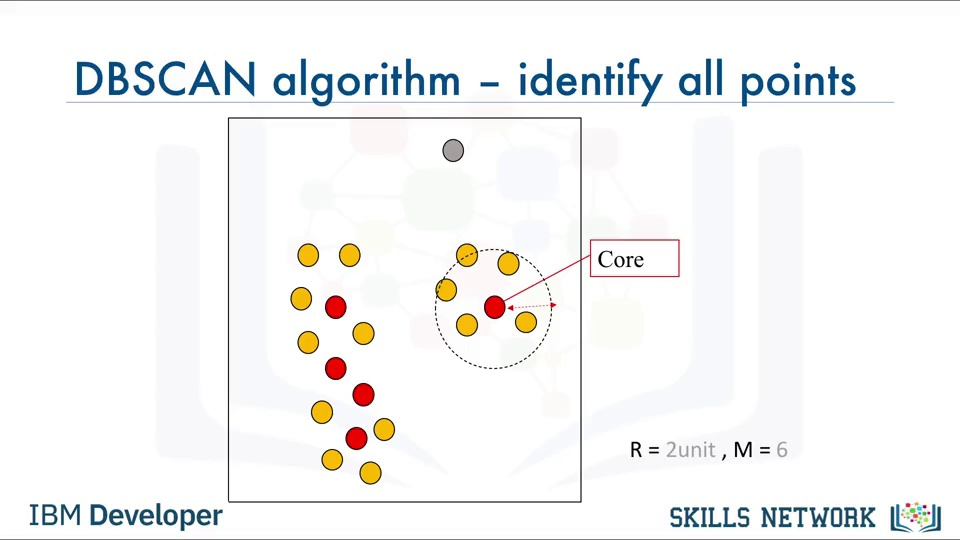 DBSCAN algorithm – identify all points
Core
R = 2unit , M = 6
IBM Developer
SKILLS NETWORK